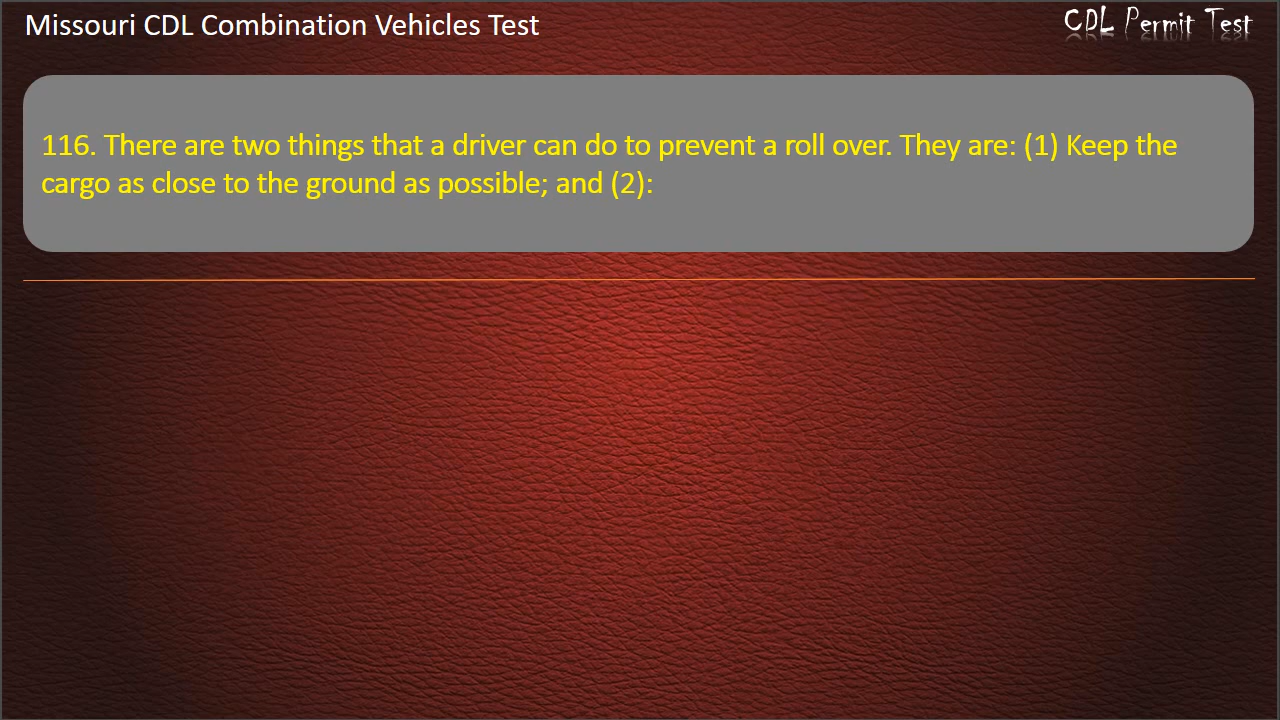 Missouri CDL Combination Vehicles Test
CDL Permit Test
116. There are two things that a driver can do to prevent a roll over. They are: (1) Keep the
cargo as close to the ground as possible; and (2):